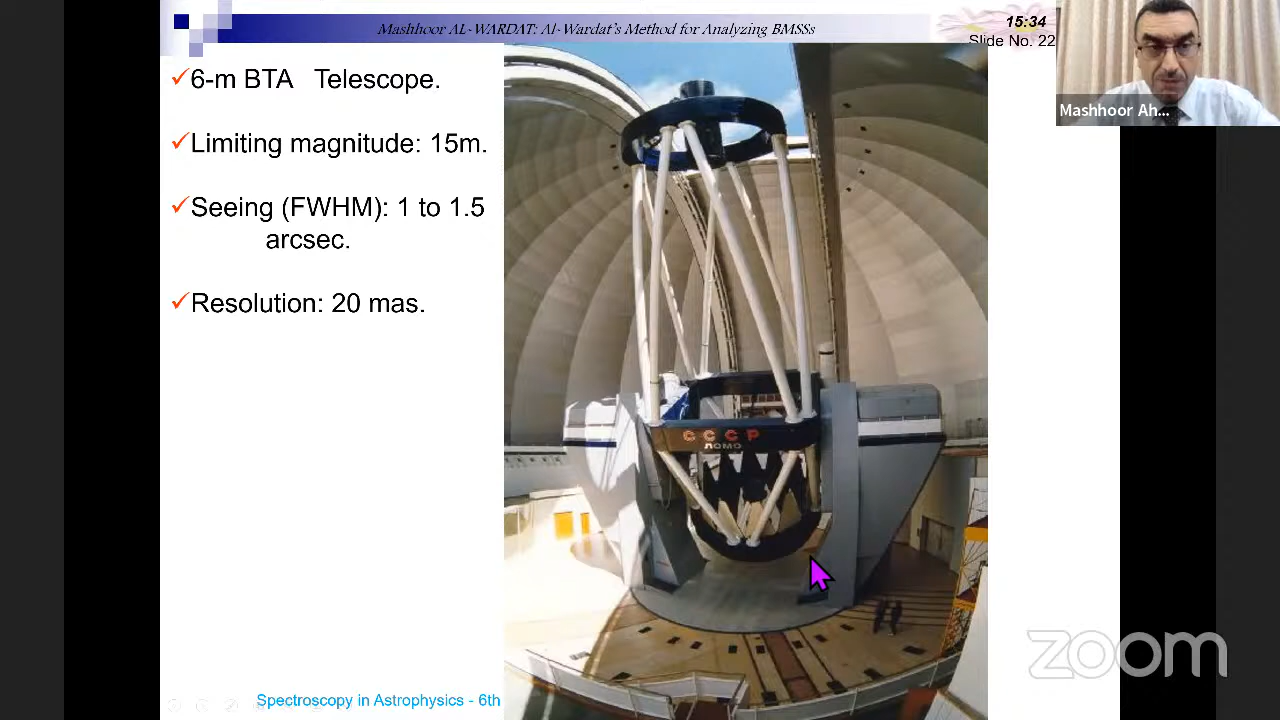 Mashhoor AL-WARDAT: Al-Wardat's Method for Analyzing BMSSs
15:34
Slide No. 22
Mashhoor Ah...
✓6-m BTA Telescope.
✓Limiting magnitude: 15m.
✓Seeing (FWHM): 1 to 1.5
arcsec.
✓Resolution: 20 mas.
СССР
ЛОМО
zoom
Spectroscopy in Astrophysics - 6th